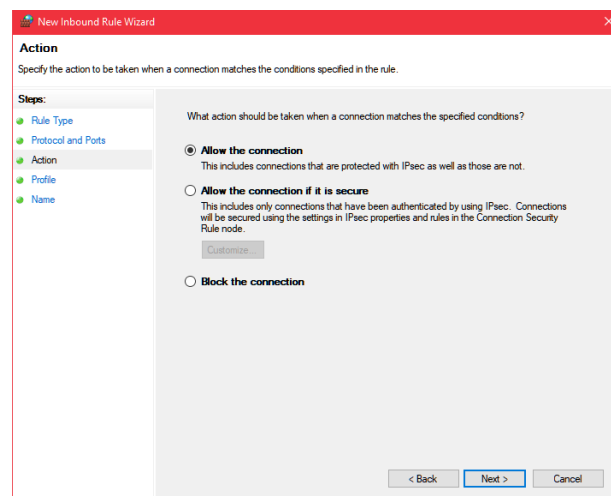 New Inbound Rule Wizard
Action
Specify the action to be taken when a connection matches the conditions specified in the rule.
Steps:
Rule Type
Protocol and Ports
Action
Profile
Name
What action should be taken when a connection matches the specified conditions?
Allow the connection
This includes connections that are protected with IPsec as well as those are not.
Allow the connection if it is secure
This includes only connections that have been authenticated by using IPsec. Connections
will be secured using the settings in IPsec properties and rules in the Connection Security
Rule node.
Customize...
Block the connection
< Back
Next >
Cancel